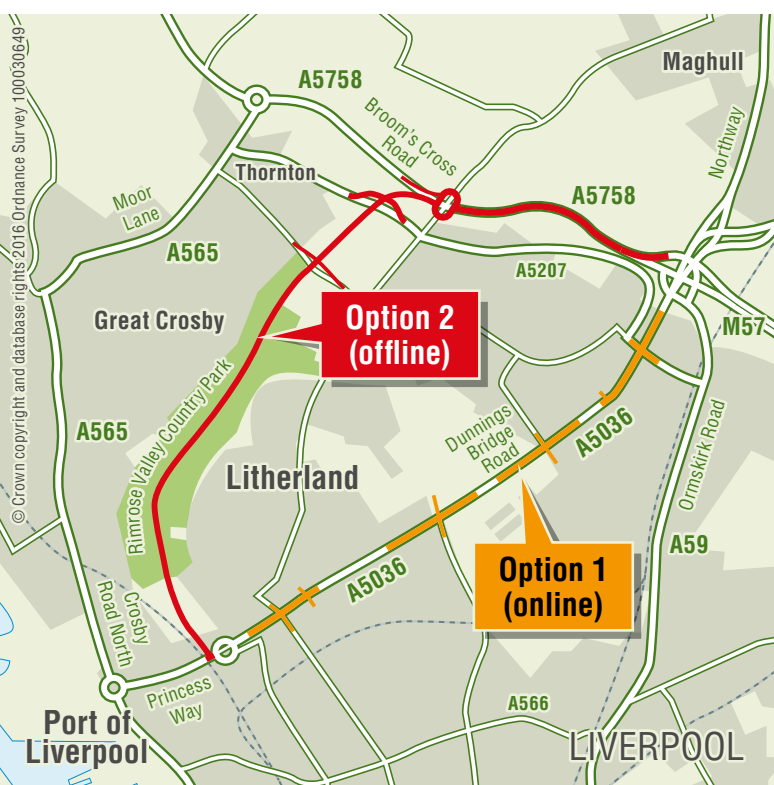 Maghull
A5758
Broom's Cross
Road
Northway
Thornton
Moor
Lane
A5758
A565
A5207
© Crown copyright and database rights 2016 Ordnance Survey 100030649
Great Crosby
Option 2
(offline)
M57
Rimrose Valley Country Park
A565
Dunnings
Bridge
Road
A5036
Ormskirk Road
Litherland
A59
Option 1
(online)
A5036
Crosby
Road North
Princess
Way
A566
Port of
Liverpool
LIVERPOOL